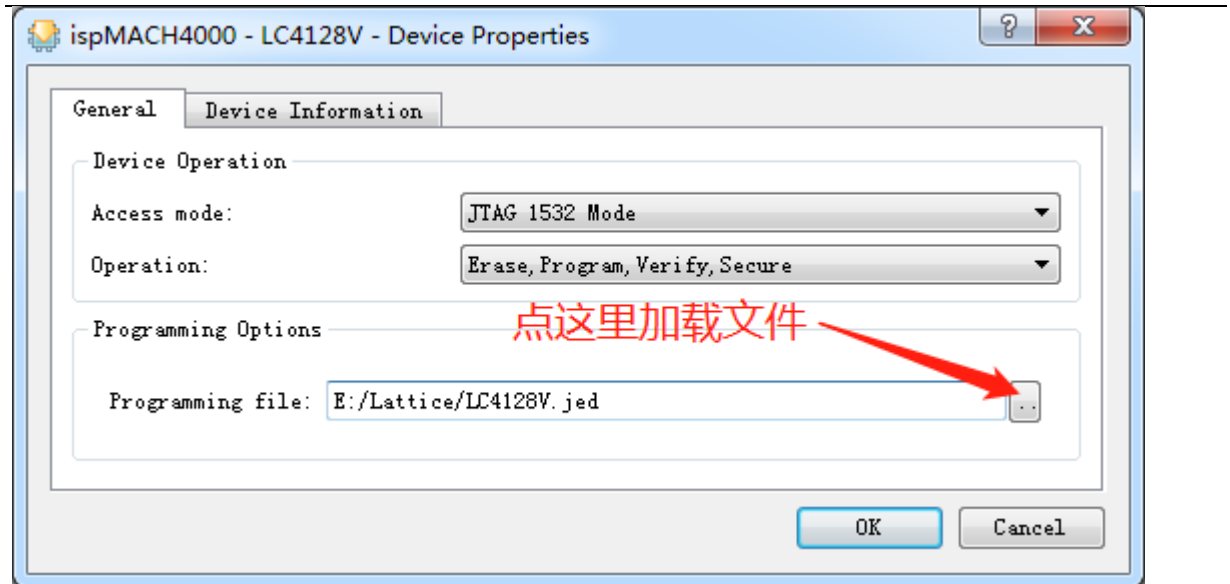 ispMACH4000 - LC4128V - Device Properties
General
Device Information
Device Operation
Access mode:
JTAG 1532 Mode
Operation:
Erase,Program,Verify,Secure
点这里加载文件
Programming Options
Programming file:
E:/Lattice/LC4128V.jed
..
OK
Cancel